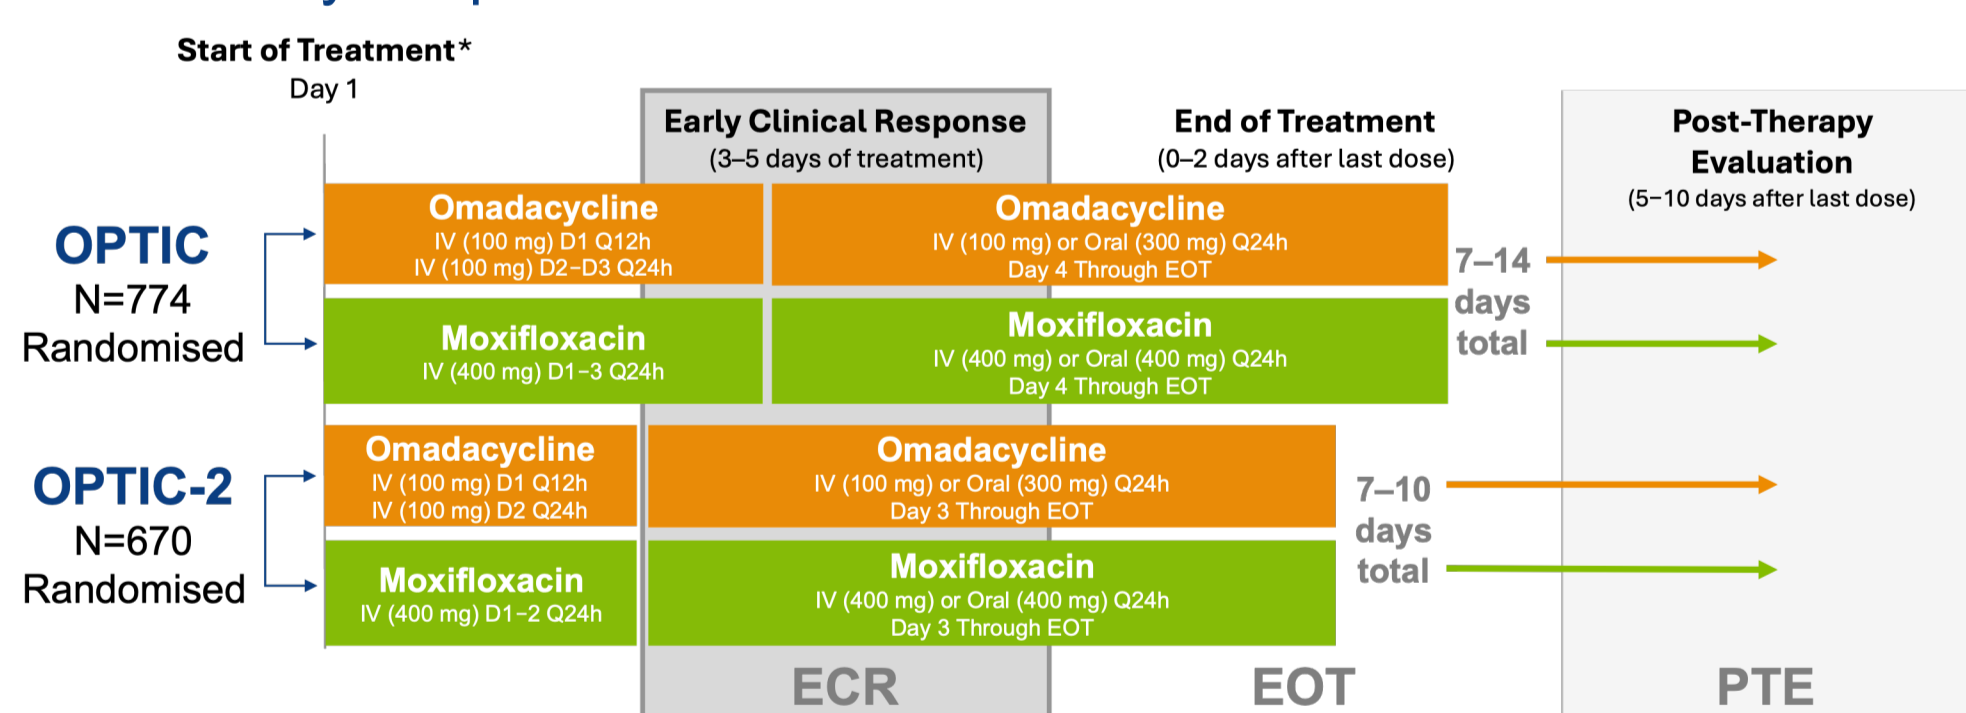 Start of Treatment*
Day 1
Early Clinical Response
(3–5 days of treatment)
End of Treatment
(0–2 days after last dose)
Post-Therapy
Evaluation
(5–10 days after last dose)
OPTIC
N=774
Randomised
Omadacycline
IV (100 mg) D1 Q12h
IV (100 mg) D2–D3 Q24h
Omadacycline
IV (100 mg) or Oral (300 mg) Q24h
Day 4 Through EOT
Moxifloxacin
IV (400 mg) D1–3 Q24h
Moxifloxacin
IV (400 mg) or Oral (400 mg) Q24h
Day 4 Through EOT
7–14
days
total
OPTIC-2
N=670
Randomised
Omadacycline
IV (100 mg) D1 Q12h
IV (100 mg) D2 Q24h
Omadacycline
IV (100 mg) or Oral (300 mg) Q24h
Day 3 Through EOT
Moxifloxacin
IV (400 mg) D1–2 Q24h
Moxifloxacin
IV (400 mg) or Oral (400 mg) Q24h
Day 3 Through EOT
7–10
days
total
ECR
EOT
PTE